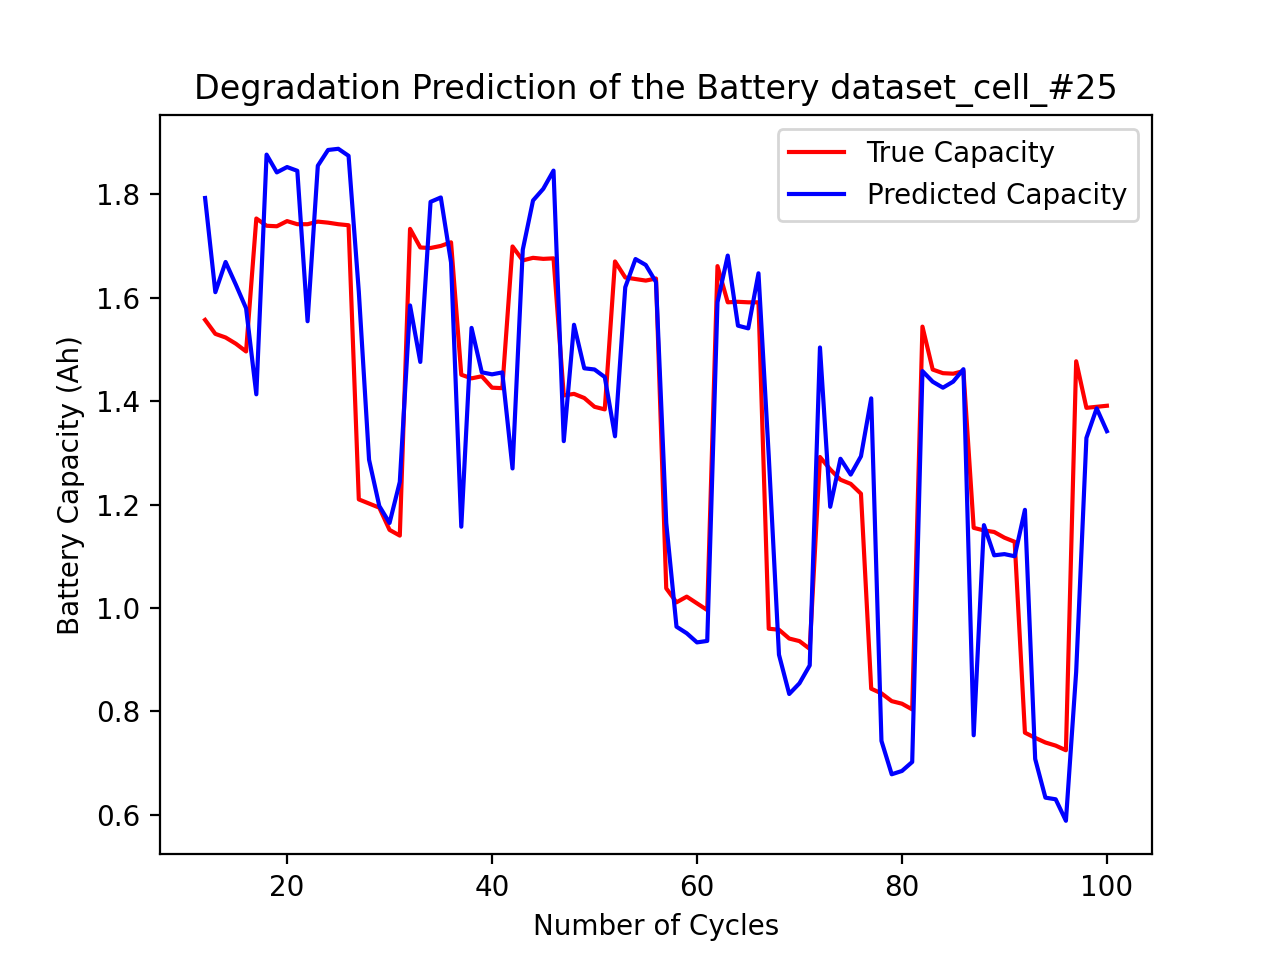 Degradation Prediction of the Battery dataset_cell_#25
True Capacity
Predicted Capacity
Battery Capacity (Ah)
1.8
1.6
1.4
1.2
1.0
0.8
0.6
20 40 60 80 100
Number of Cycles